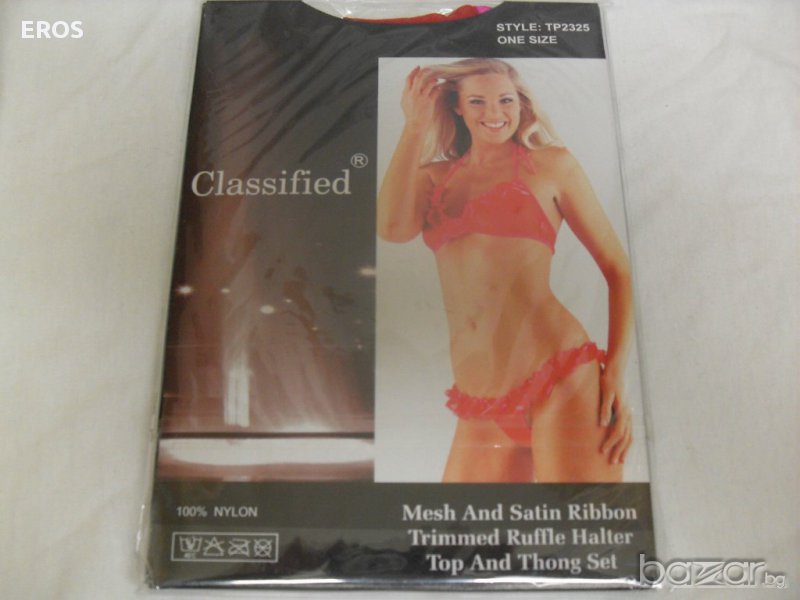 EROS
STYLE: TP2325
ONE SIZE
Classified®
100% NYLON
40°C
Mesh And Satin Ribbon
Trimmed Ruffle Halter
Top And Thong Set
bazar.bg